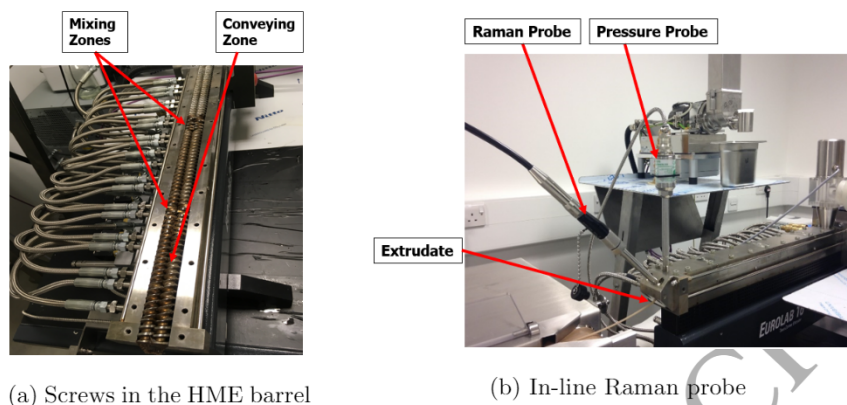 Mixing
Zones
Conveying
Zone
Nitto
(a) Screws in the HME barrel
Raman Probe
Pressure Probe
Extrudate
EUROLAB 16
(b) In-line Raman probe